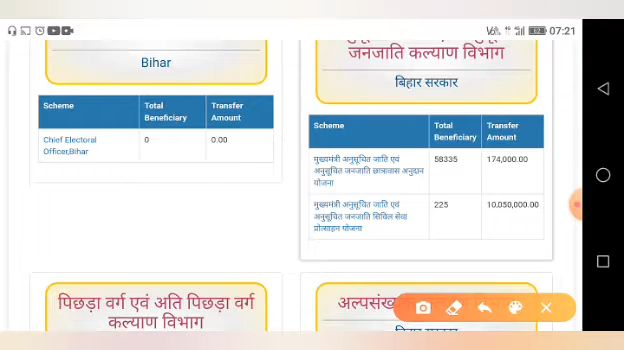 07:21
Bihar
Scheme Total Beneficiary Transfer Amount
Chief Electoral Officer,Bihar 0 0.00
जनजाति कल्याण विभाग
बिहार सरकार
Scheme Total Beneficiary Transfer Amount
मुख्यमंत्री अनुसूचित जाति एवं
अनुसूचित जनजाति छात्रावास अनुदान
योजना
58335 174,000.00
मुख्यमंत्री अनुसूचित जाति एवं
अनुसूचित जनजाति सिविल सेवा
प्रोत्साहन योजना
225 10,050,000.00
पिछड़ा वर्ग एवं अति पिछड़ा वर्ग
कल्याण विभाग